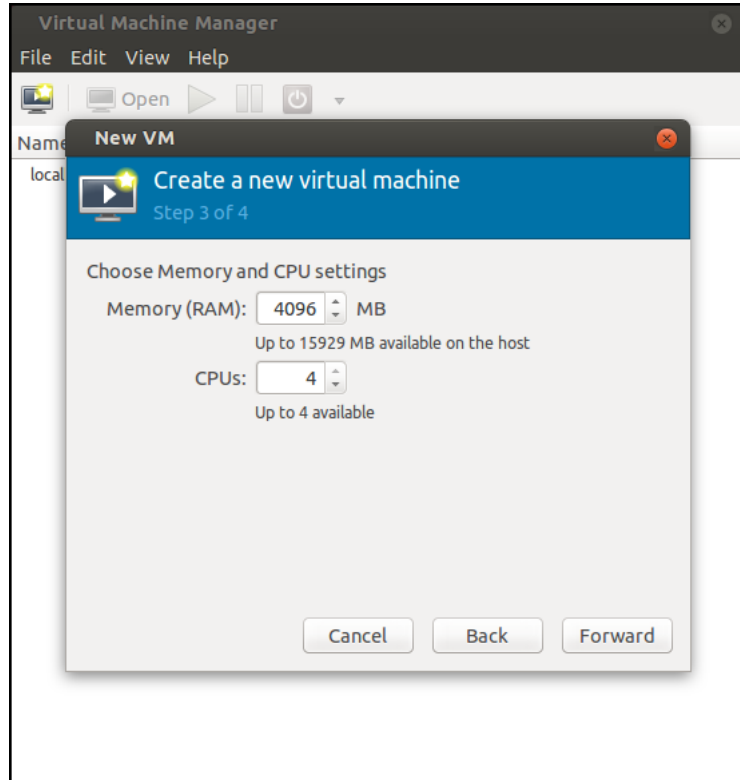 Virtual Machine Manager
File Edit View Help
Open
Name
local
New VM
Create a new virtual machine
Step 3 of 4
Choose Memory and CPU settings
Memory (RAM): 4096 MB
Up to 15929 MB available on the host
CPUs: 4
Up to 4 available
Cancel Back Forward